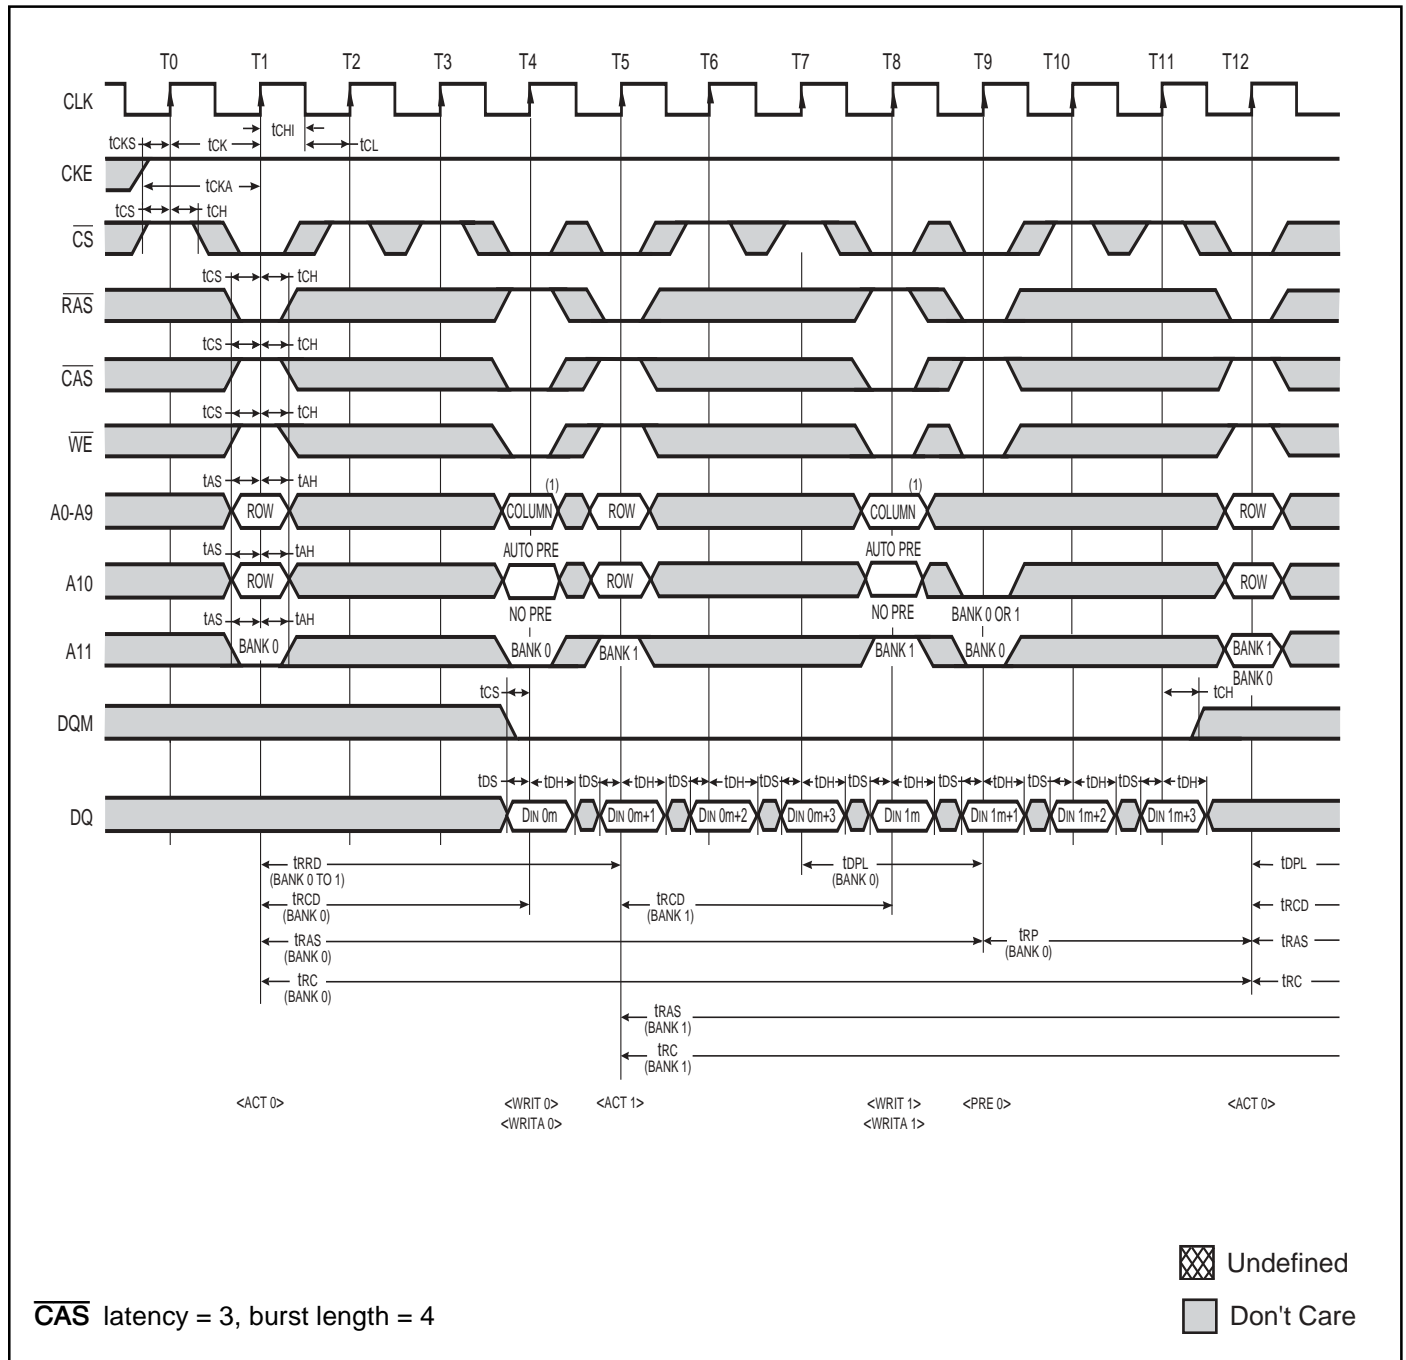 T0 T1 T2 T3 T4 T5 T6 T7 T8 T9 T10 T11 T12
CLK
tCHI
tCKS tCK tCL
CKE
tCKA
tCS tCH
CS
tCS tCH
RAS
tCS tCH
CAS
tCS tCH
WE
tAS tAH (1) (1)
A0-A9 ROW COLUMN ROW COLUMN ROW
tAS tAH AUTO PRE AUTO PRE
A10 ROW ROW ROW
NO PRE NO PRE BANK 0 OR 1
tAS tAH
A11 BANK 0 BANK 0 BANK 1 BANK 1 BANK 0 BANK 1
BANK 0
tCS tCH
DQM
tDS tDH tDS tDH tDS tDH tDS tDH tDS tDH tDS tDH tDS tDH tDS tDH
DQ DIN 0m DIN 0m+1 DIN 0m+2 DIN 0m+3 DIN 1m DIN 1m+1 DIN 1m+2 DIN 1m+3
tRRD tDPL tDPL
(BANK 0 TO 1) (BANK 0)
tRCD tRCD tRCD
(BANK 0) (BANK 1)
tRAS tRP tRAS
(BANK 0) (BANK 0)
tRC tRC
(BANK 0)
tRAS
(BANK 1)
tRC
(BANK 1)
<ACT 0> <WRIT 0> <ACT 1> <WRIT 1> <PRE 0> <ACT 0>
<WRITA 0> <WRITA 1>
Undefined
CAS latency = 3, burst length = 4 Don't Care